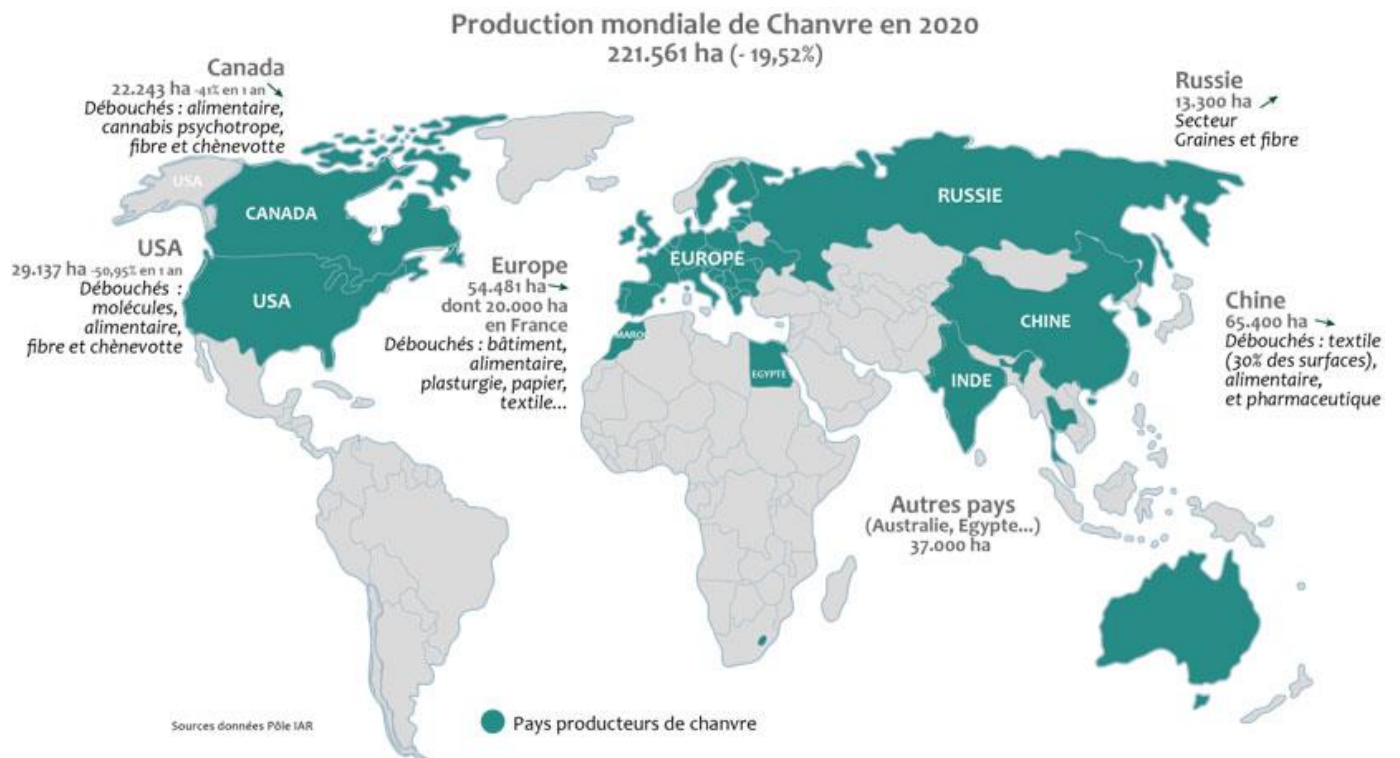 Production mondiale de Chanvre en 2020
221.561 ha (- 19,52%)
Canada
22.243 ha -41% en 1 an
Débouchés : alimentaire,
cannabis psychotrope,
fibre et chènevotte
Russie
13.300 ha
Secteur
Graines et fibre
USA
CANADA
RUSSIE
USA
29.137 ha -50,95% en 1 an
Débouchés :
molécules,
alimentaire,
fibre et chènevotte
USA
Europe
54.481 ha
dont 20.000 ha
en France
Débouchés : bâtiment,
alimentaire,
plasturgie, papier,
textile...
EUROPE
MAROC
EGYPTE
CHINE
INDE
Chine
65.400 ha
Débouchés : textile
(30% des surfaces),
alimentaire,
et pharmaceutique
Autres pays
(Australie, Egypte...)
37.000 ha
Sources données Pôle IAR
Pays producteurs de chanvre